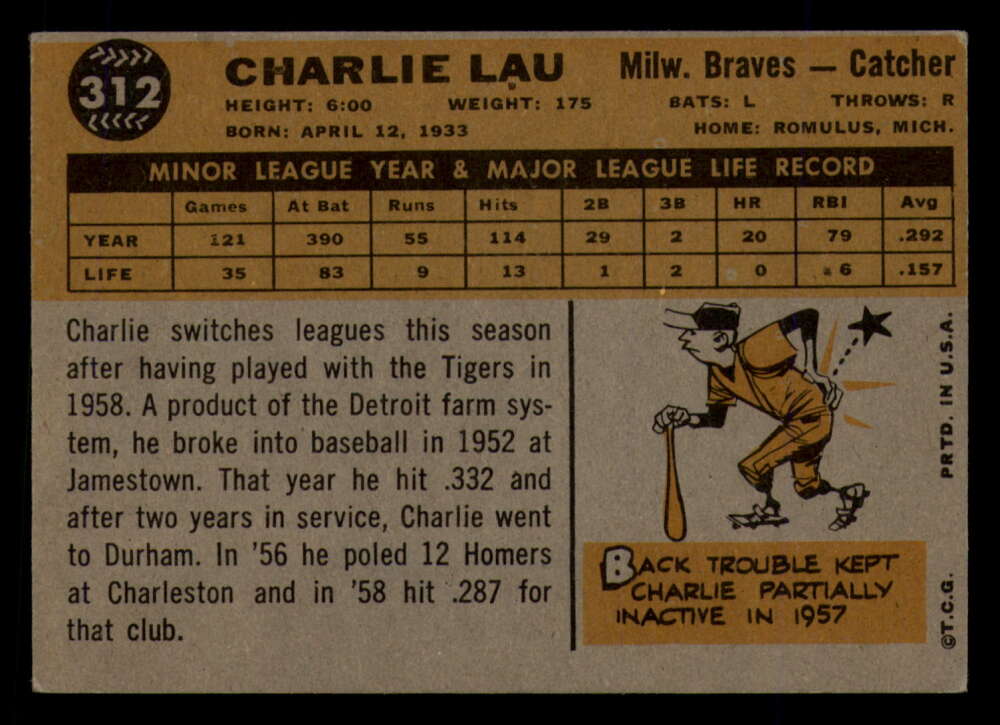 312
CHARLIE LAU
Milw. Braves — Catcher
HEIGHT: 6:00 WEIGHT: 175 BATS: L THROWS: R
BORN: APRIL 12, 1933 HOME: ROMULUS, MICH.
MINOR LEAGUE YEAR & MAJOR LEAGUE LIFE RECORD
Games At Bat Runs Hits 2B 3B HR RBI Avg
YEAR 121 390 55 114 29 2 20 79 .292
LIFE 35 83 9 13 1 2 0 6 .157
Charlie switches leagues this season
after having played with the Tigers in
1958. A product of the Detroit farm sys-
tem, he broke into baseball in 1952 at
Jamestown. That year he hit .332 and
after two years in service, Charlie went
to Durham. In '56 he poled 12 Homers
at Charleston and in '58 hit .287 for
that club.
BACK TROUBLE KEPT
CHARLIE PARTIALLY
INACTIVE IN 1957
©T.C.G. PRTD. IN U.S.A.